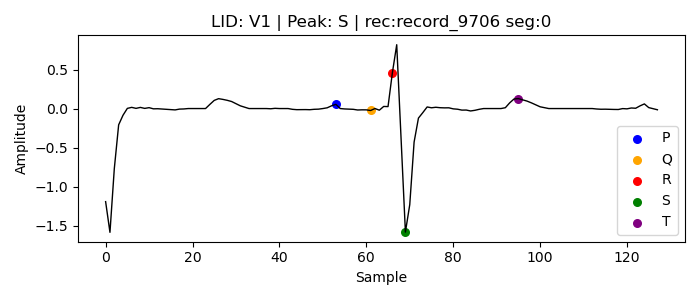 LID: V1 | Peak: S | rec:record_9706 seg:0
Amplitude
0.5
0.0
−0.5
−1.0
−1.5
P
Q
R
S
T
0
20
40
60
80
100
120
Sample